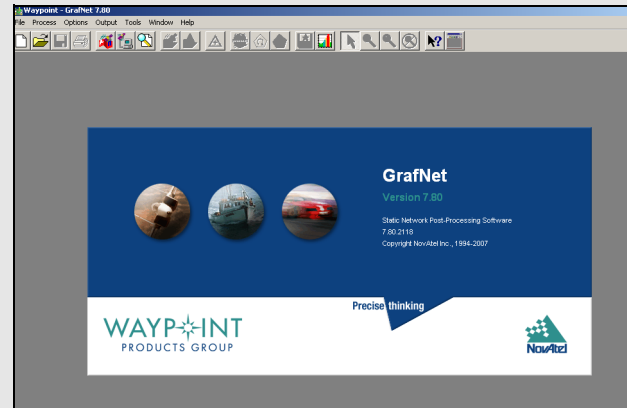 Waypoint - GrafNet 7.80
File Process Options Output Tools Window Help
GrafNet
Version 7.80
Static Network Post-Processing Software
7.80.2118
Copyright NovAtel Inc., 1994-2007
Precise thinking
WAYPOINT
PRODUCTS GROUP
NovAtel